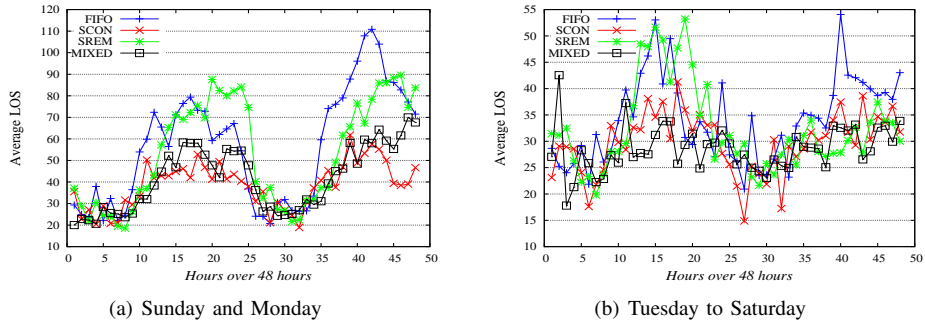 FIFO
SCON
SREM
MIXED
Average LOS
120
110
100
90
80
70
60
50
40
30
20
10
0 5 10 15 20 25 30 35 40 45 50
Hours over 48 hours
(a) Sunday and Monday
FIFO
SCON
SREM
MIXED
Average LOS
55
50
45
40
35
30
25
20
15
10
0 5 10 15 20 25 30 35 40 45 50
Hours over 48 hours
(b) Tuesday to Saturday